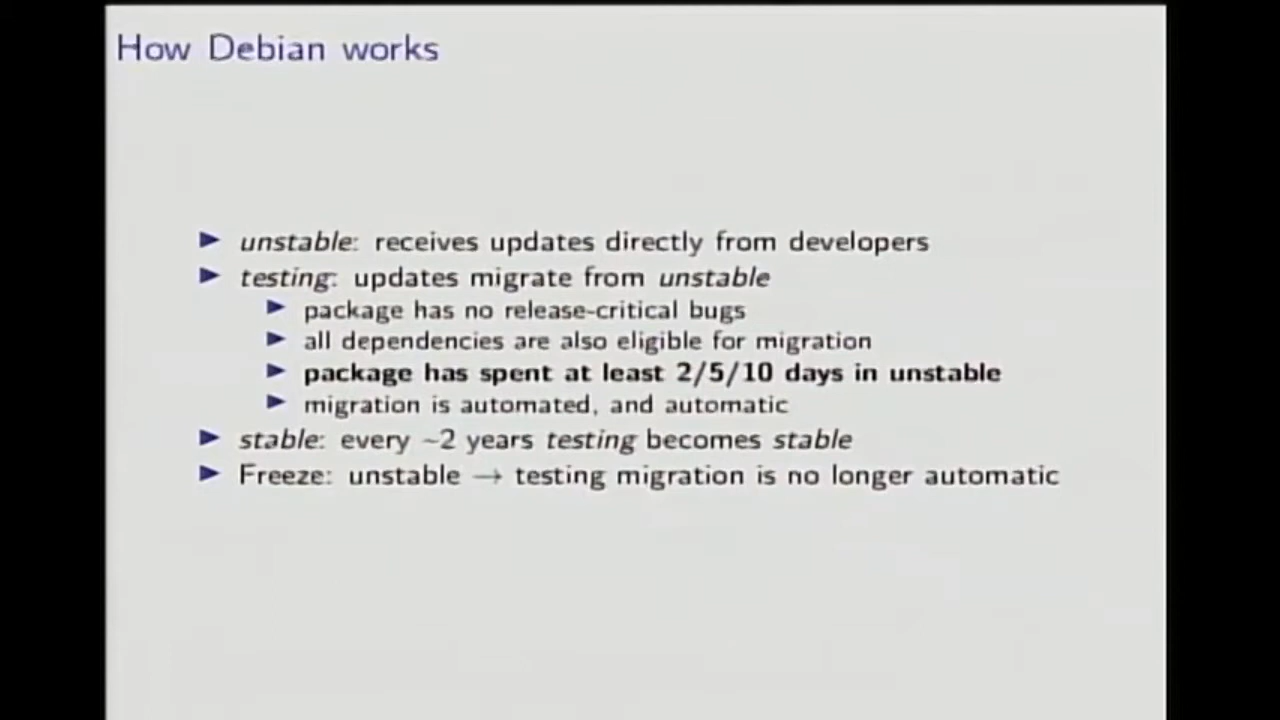 How Debian works
unstable: receives updates directly from developers
testing: updates migrate from unstable
package has no release-critical bugs
all dependencies are also eligible for migration
package has spent at least 2/5/10 days in unstable
migration is automated, and automatic
stable: every ~2 years testing becomes stable
Freeze: unstable → testing migration is no longer automatic